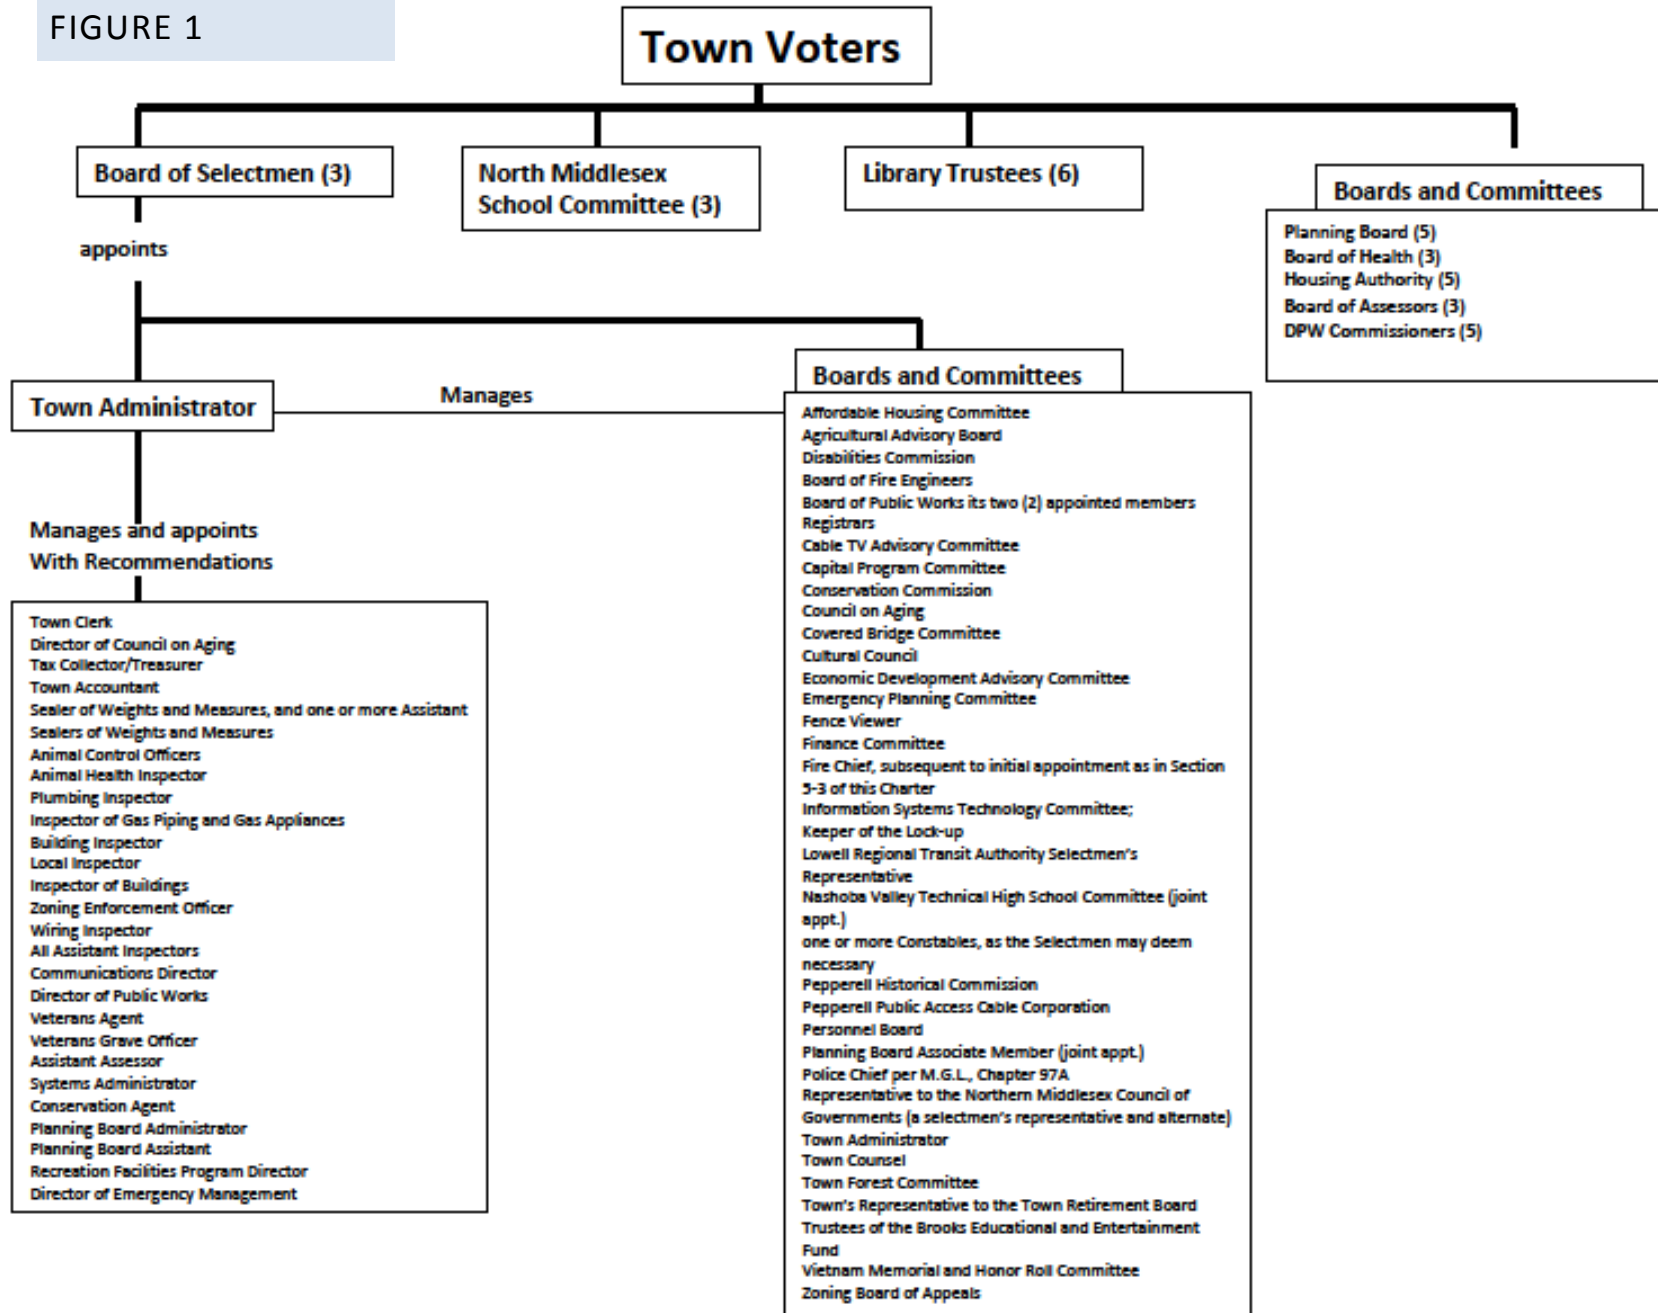 FIGURE 1
Town Voters
Board of Selectmen (3)
North Middlesex
School Committee (3)
Library Trustees (6)
Boards and Committees
Planning Board (5)
Board of Health (3)
Housing Authority (5)
Board of Assessors (3)
DPW Commissioners (5)
appoints
Town Administrator
Manages
Boards and Committees
Affordable Housing Committee
Agricultural Advisory Board
Disabilities Commission
Board of Fire Engineers
Board of Public Works its two (2) appointed members
Registrars
Cable TV Advisory Committee
Capital Program Committee
Conservation Commission
Council on Aging
Covered Bridge Committee
Cultural Council
Economic Development Advisory Committee
Emergency Planning Committee
Fence Viewer
Finance Committee
Fire Chief, subsequent to initial appointment as in Section
5-3 of this Charter
Information Systems Technology Committee;
Keeper of the Lock-up
Lowell Regional Transit Authority Selectmen's
Representative
Nashoba Valley Technical High School Committee (joint
appt.)
one or more Constables, as the Selectmen may deem
necessary
Pepperell Historical Commission
Pepperell Public Access Cable Corporation
Personnel Board
Planning Board Associate Member (joint appt.)
Police Chief per M.G.L., Chapter 97A
Representative to the Northern Middlesex Council of
Governments (a selectmen's representative and alternate)
Town Administrator
Town Counsel
Town Forest Committee
Town's Representative to the Town Retirement Board
Trustees of the Brooks Educational and Entertainment
Fund
Vietnam Memorial and Honor Roll Committee
Zoning Board of Appeals
Manages and appoints
With Recommendations
Town Clerk
Director of Council on Aging
Tax Collector/Treasurer
Town Accountant
Sealer of Weights and Measures, and one or more Assistant
Sealers of Weights and Measures
Animal Control Officers
Animal Health Inspector
Plumbing Inspector
Inspector of Gas Piping and Gas Appliances
Building Inspector
Local Inspector
Inspector of Buildings
Zoning Enforcement Officer
Wiring Inspector
All Assistant Inspectors
Communications Director
Director of Public Works
Veterans Agent
Veterans Grave Officer
Assistant Assessor
Systems Administrator
Conservation Agent
Planning Board Administrator
Planning Board Assistant
Recreation Facilities Program Director
Director of Emergency Management